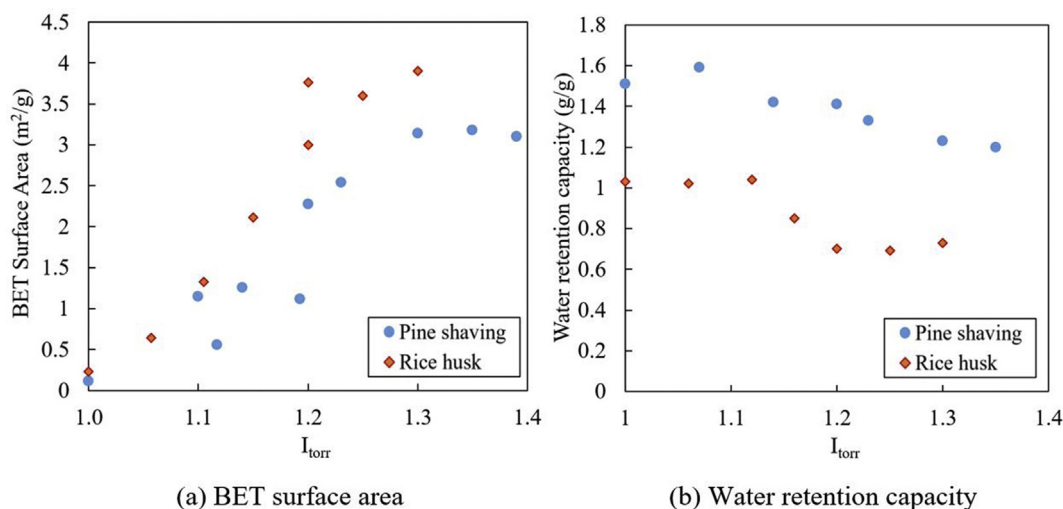 4.5
4
3.5
3
2.5
2
1.5
1
0.5
0
BET Surface Area (m²/g)
1.0 1.1 1.2 1.3 1.4
I_torr
Pine shaving
Rice husk
(a) BET surface area
1.8
1.6
1.4
1.2
1
0.8
0.6
0.4
0.2
0
Water retention capacity (g/g)
1 1.1 1.2 1.3 1.4
I_torr
Pine shaving
Rice husk
(b) Water retention capacity